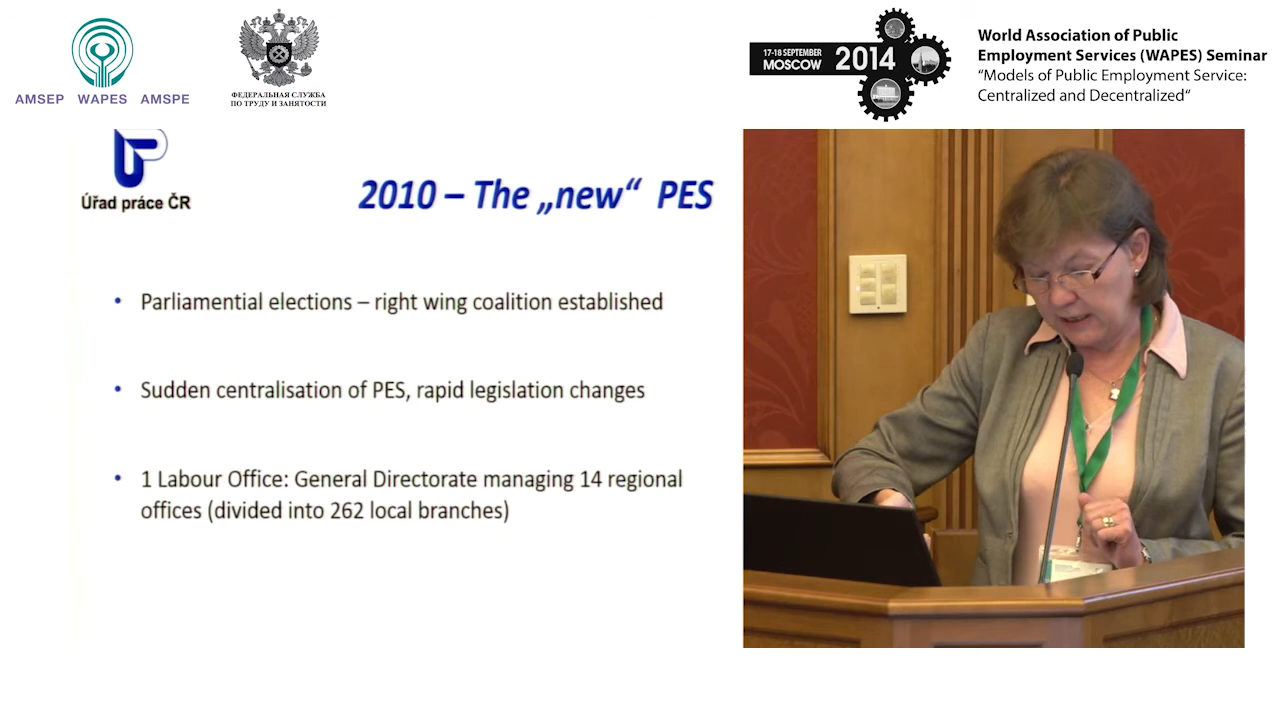 AMSEP WAPES AMSPE
ФЕДЕРАЛЬНАЯ СЛУЖБА
ПО ТРУДУ И ЗАНЯТОСТИ
17-18 SEPTEMBER
MOSCOW 2014
World Association of Public
Employment Services (WAPES) Seminar
"Models of Public Employment Service:
Centralized and Decentralized“
Úřad práce ČR
2010 – The „new“ PES
• Parliamential elections – right wing coalition established
• Sudden centralisation of PES, rapid legislation changes
• 1 Labour Office: General Directorate managing 14 regional
offices (divided into 262 local branches)